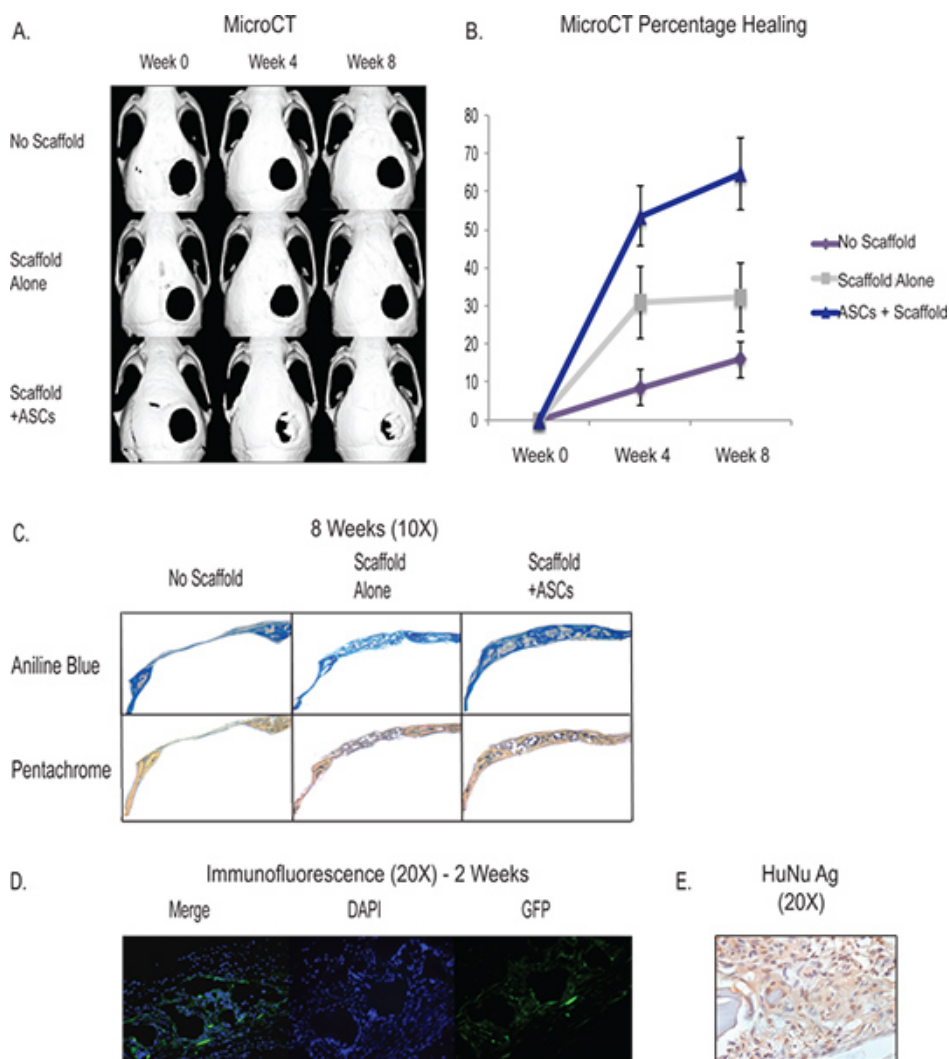 A.
MicroCT
Week 0
Week 4
Week 8
No Scaffold
Scaffold
Alone
Scaffold
+ASCs
B.
MicroCT Percentage Healing
80
70
60
50
40
30
20
10
0
Week 0
Week 4
Week 8
No Scaffold
Scaffold Alone
ASCs + Scaffold
C.
8 Weeks (10X)
No Scaffold
Scaffold
Alone
Scaffold
+ASCs
Aniline Blue
Pentachrome
D.
Immunofluorescence (20X) - 2 Weeks
Merge
DAPI
GFP
E.
HuNu Ag
(20X)